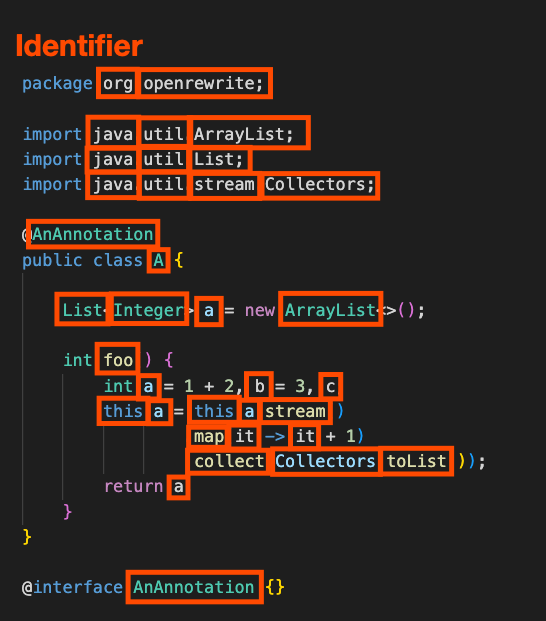 Identifier
package org openrewrite;
import java util ArrayList;
import java util List;
import java util stream Collectors;
@AnAnnotation
public class A {
List<Integer> a = new ArrayList<>();
int foo ) {
int a = 1 + 2, b = 3, c
this a = this a stream )
map it -> it + 1)
collect Collectors toList ));
return a
}
}
@interface AnAnnotation {}